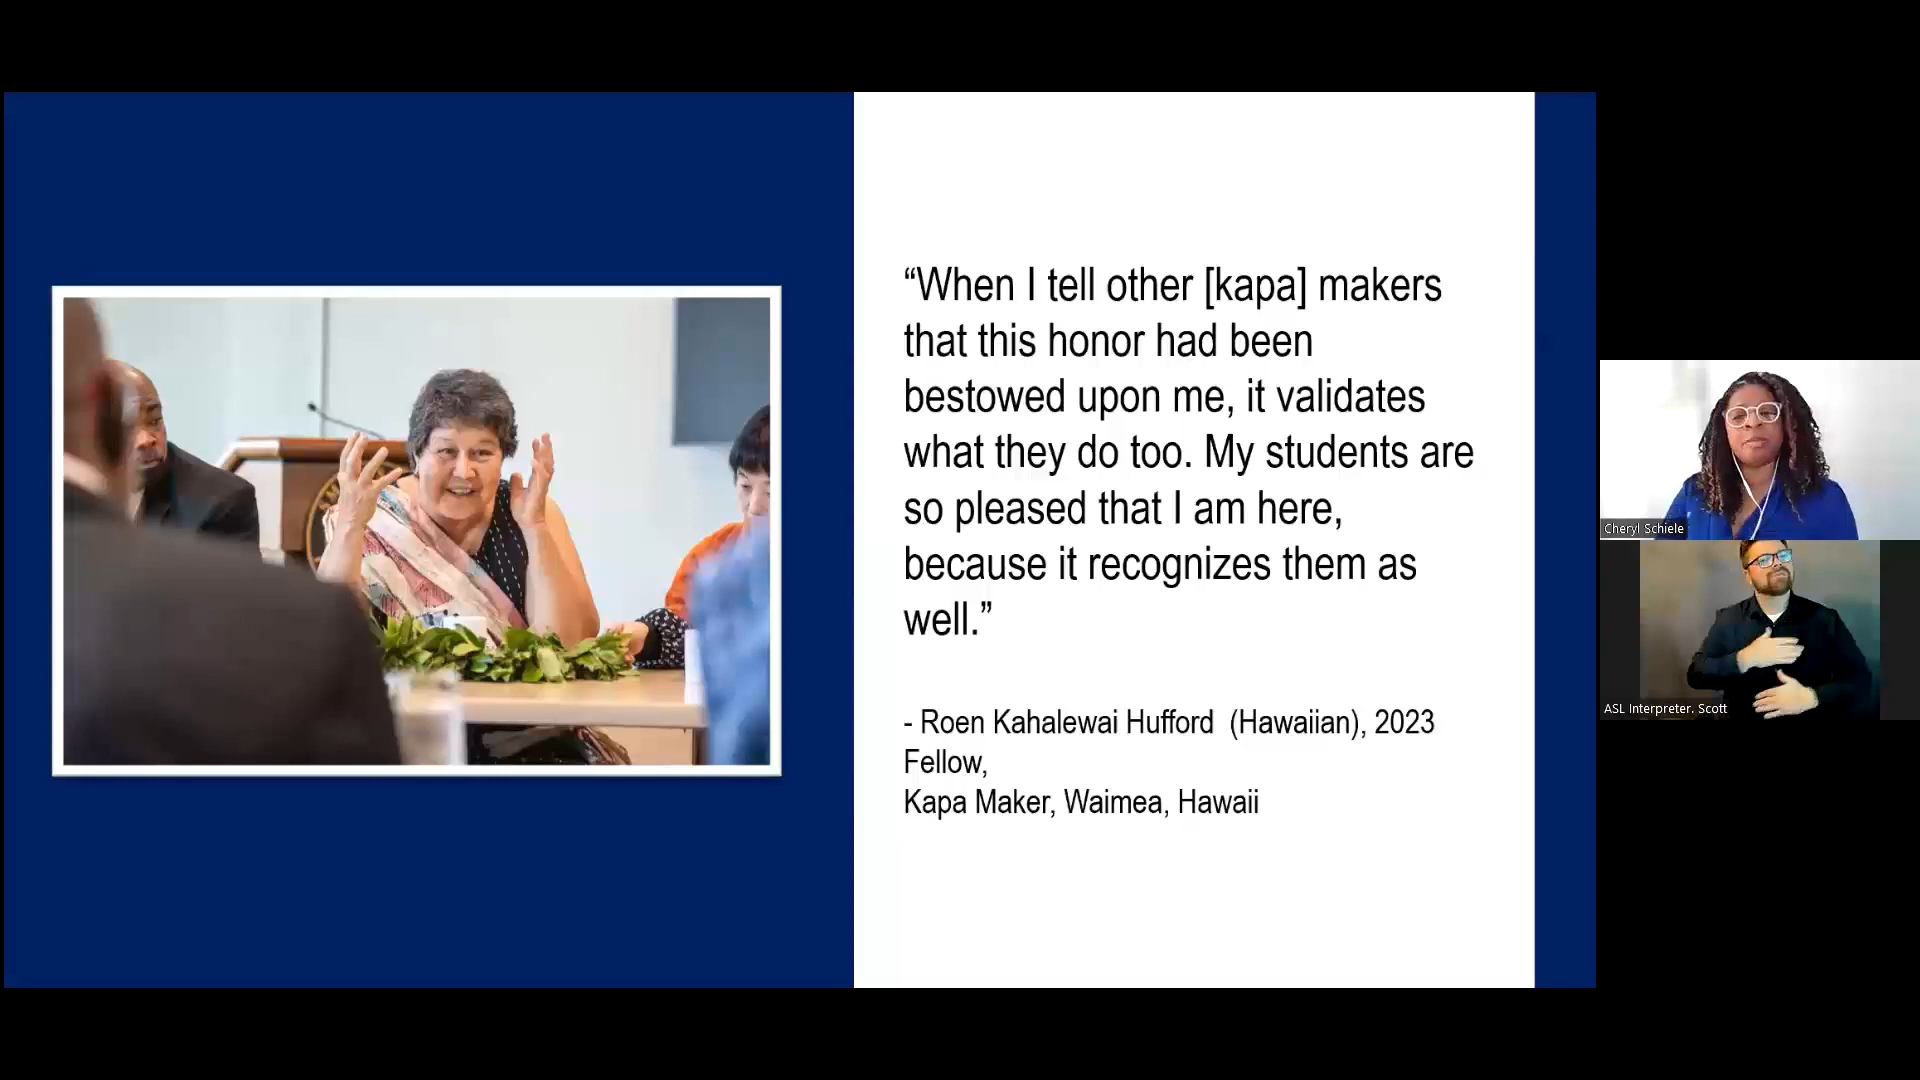 “When I tell other [kapa] makers
that this honor had been
bestowed upon me, it validates
what they do too. My students are
so pleased that I am here,
because it recognizes them as
well.”
- Roen Kahalewai Hufford  (Hawaiian), 2023
Fellow,
Kapa Maker, Waimea, Hawaii
Cheryl Schiele
ASL Interpreter. Scott